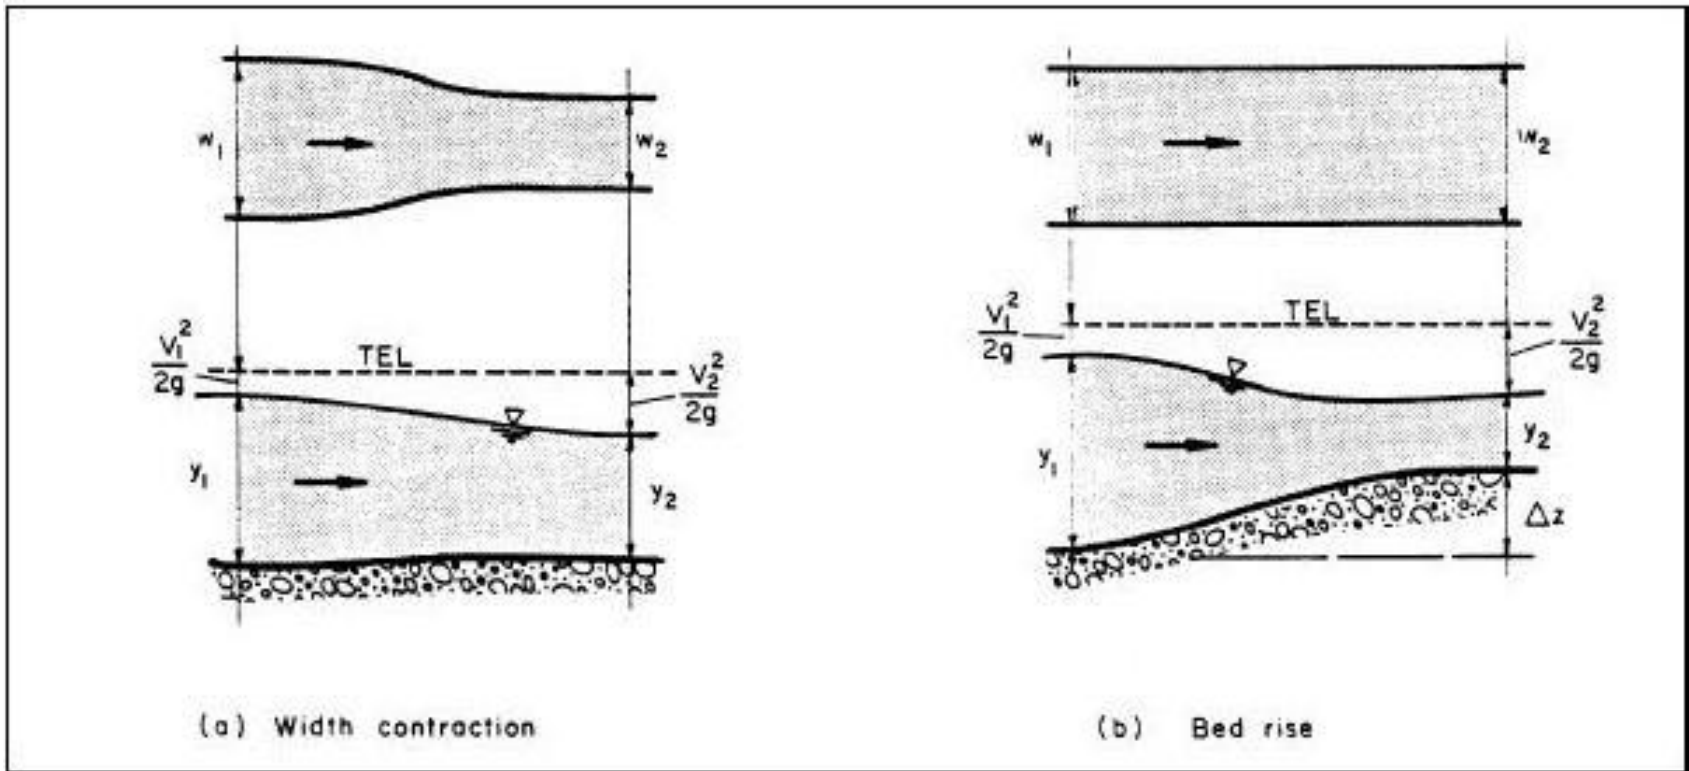 w₁
w₂
V₁²
2g
TEL
V₂²
2g
y₁
y₂
(a) Width contraction
w₁
w₂
V₁²
2g
TEL
V₂²
2g
y₁
y₂
Δz
(b) Bed rise